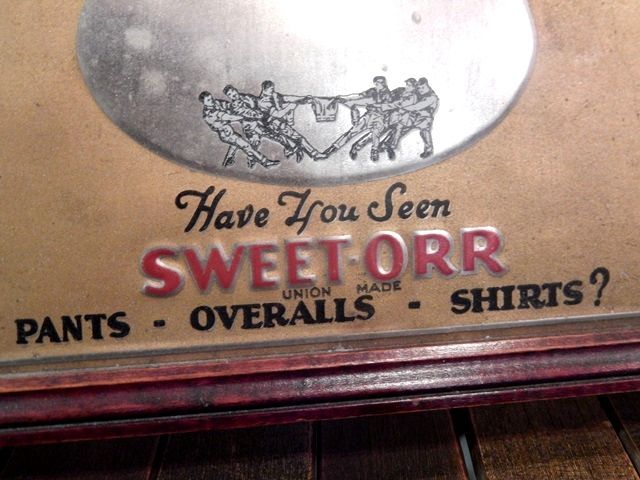 Have You Seen
SWEET-ORR
UNION MADE
PANTS - OVERALLS - SHIRTS?